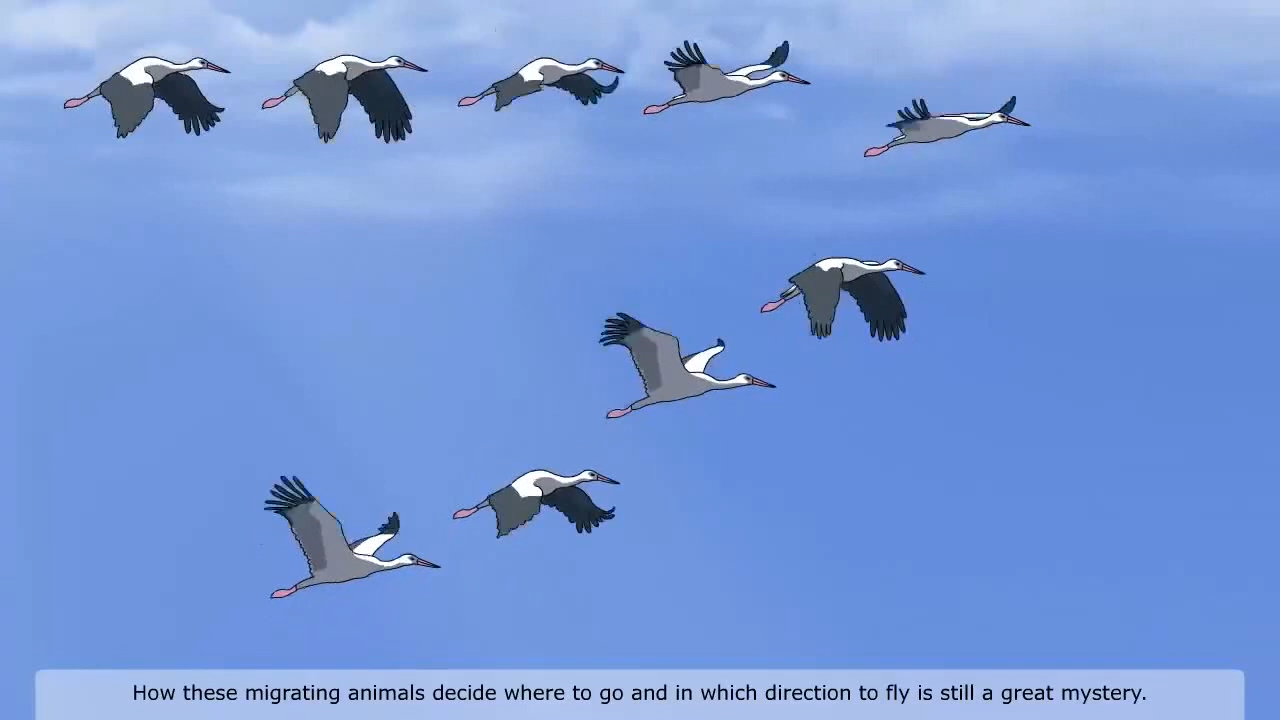 How these migrating animals decide where to go and in which direction to fly is still a great mystery.